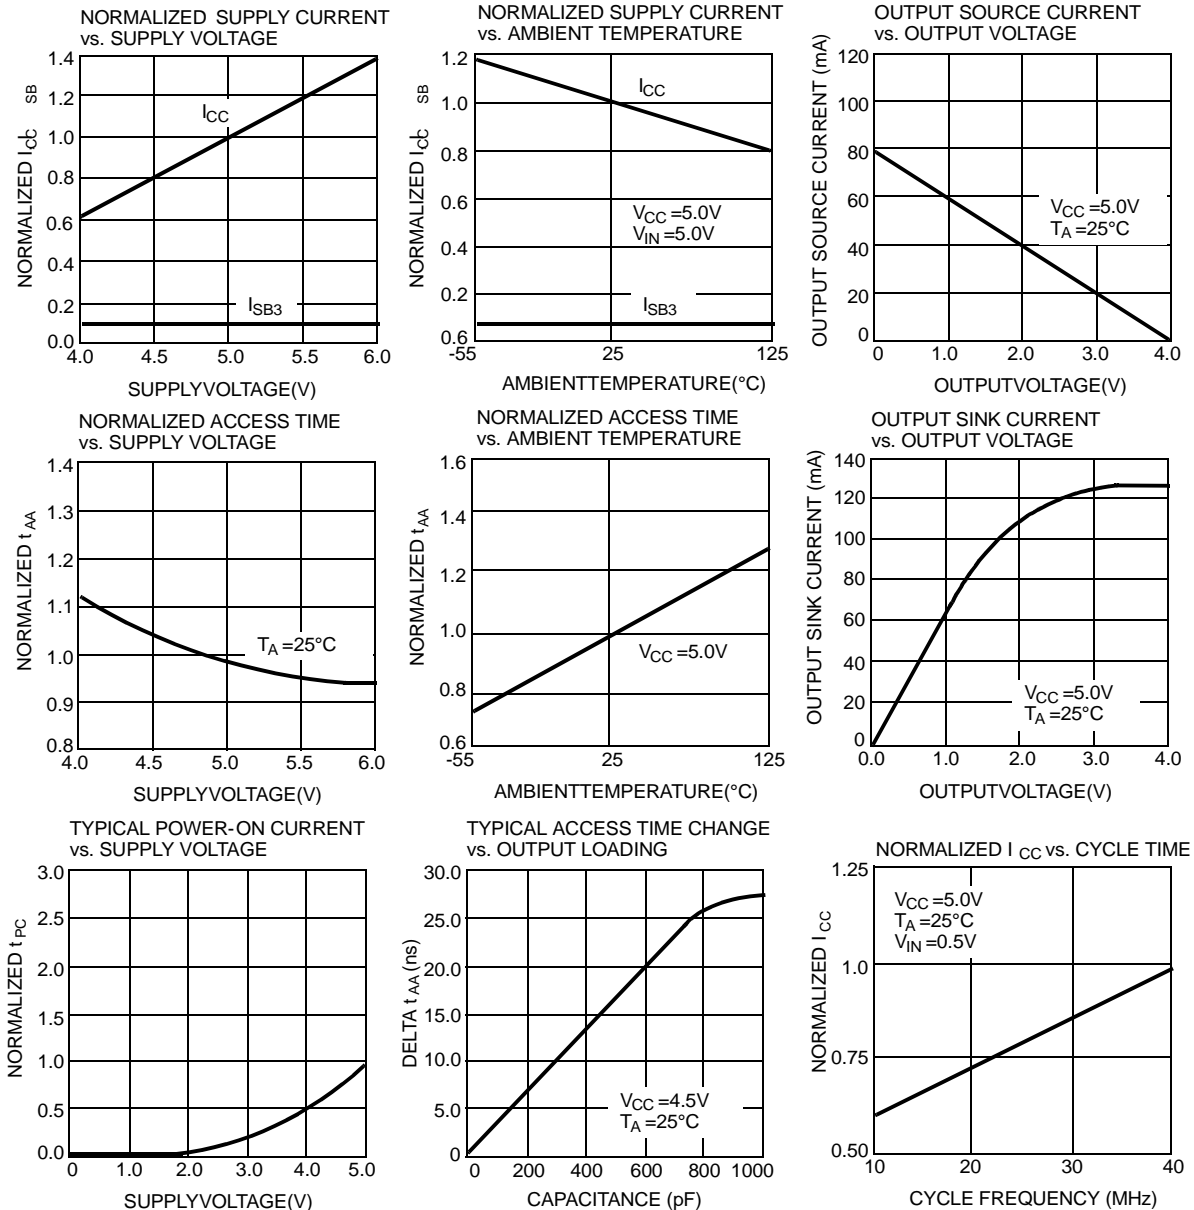 NORMALIZED SUPPLY CURRENT
vs. SUPPLY VOLTAGE
1.4
1.2
1.0
0.8
0.6
0.4
0.2
0.0
4.0 4.5 5.0 5.5 6.0
NORMALIZED ICC, SB
ICC
ISB3
SUPPLYVOLTAGE(V)
NORMALIZED SUPPLY CURRENT
vs. AMBIENT TEMPERATURE
1.2
1.0
0.8
0.6
0.4
0.2
0.6
-55 25 125
NORMALIZED ICC, SB
ICC
VCC =5.0V
VIN =5.0V
ISB3
AMBIENTTEMPERATURE(°C)
OUTPUT SOURCE CURRENT
vs. OUTPUT VOLTAGE
120
100
80
60
40
20
0
0 1.0 2.0 3.0 4.0
OUTPUT SOURCE CURRENT (mA)
VCC =5.0V
TA =25°C
OUTPUTVOLTAGE(V)
NORMALIZED ACCESS TIME
vs. SUPPLY VOLTAGE
1.4
1.3
1.2
1.1
1.0
0.9
0.8
4.0 4.5 5.0 5.5 6.0
NORMALIZED tAA
TA =25°C
SUPPLYVOLTAGE(V)
NORMALIZED ACCESS TIME
vs. AMBIENT TEMPERATURE
1.6
1.4
1.2
1.0
0.8
0.6
-55 25 125
NORMALIZED tAA
VCC =5.0V
AMBIENTTEMPERATURE(°C)
OUTPUT SINK CURRENT
vs. OUTPUT VOLTAGE
140
120
100
80
60
40
20
0
0.0 1.0 2.0 3.0 4.0
OUTPUT SINK CURRENT (mA)
VCC =5.0V
TA =25°C
OUTPUTVOLTAGE(V)
TYPICAL POWER-ON CURRENT
vs. SUPPLY VOLTAGE
3.0
2.5
2.0
1.5
1.0
0.5
0.0
0 1.0 2.0 3.0 4.0 5.0
NORMALIZED tPC
SUPPLYVOLTAGE(V)
TYPICAL ACCESS TIME CHANGE
vs. OUTPUT LOADING
30.0
25.0
20.0
15.0
10.0
5.0
0
0 200 400 600 800 1000
DELTA tAA (ns)
VCC =4.5V
TA =25°C
CAPACITANCE (pF)
NORMALIZED ICC vs. CYCLE TIME
1.25
1.0
0.75
0.50
10 20 30 40
NORMALIZED ICC
VCC =5.0V
TA =25°C
VIN =0.5V
CYCLE FREQUENCY (MHz)